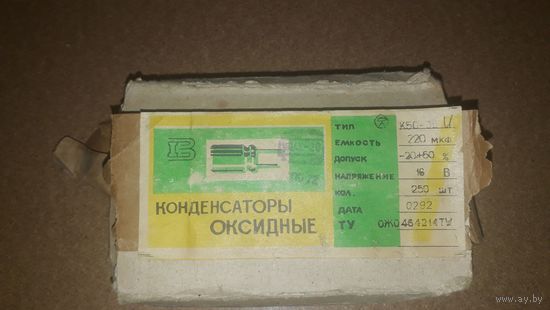 КОНДЕНСАТОРЫ
ОКСИДНЫЕ
ТИП
ЕМКОСТЬ 220 мкф
ДОПУСК -20+50 %
НАПРЯЖЕНИЕ 16 В
КОЛ. 250 шт
ДАТА 0292
ТУ ОЖ0464214ТУ
www.ay.by